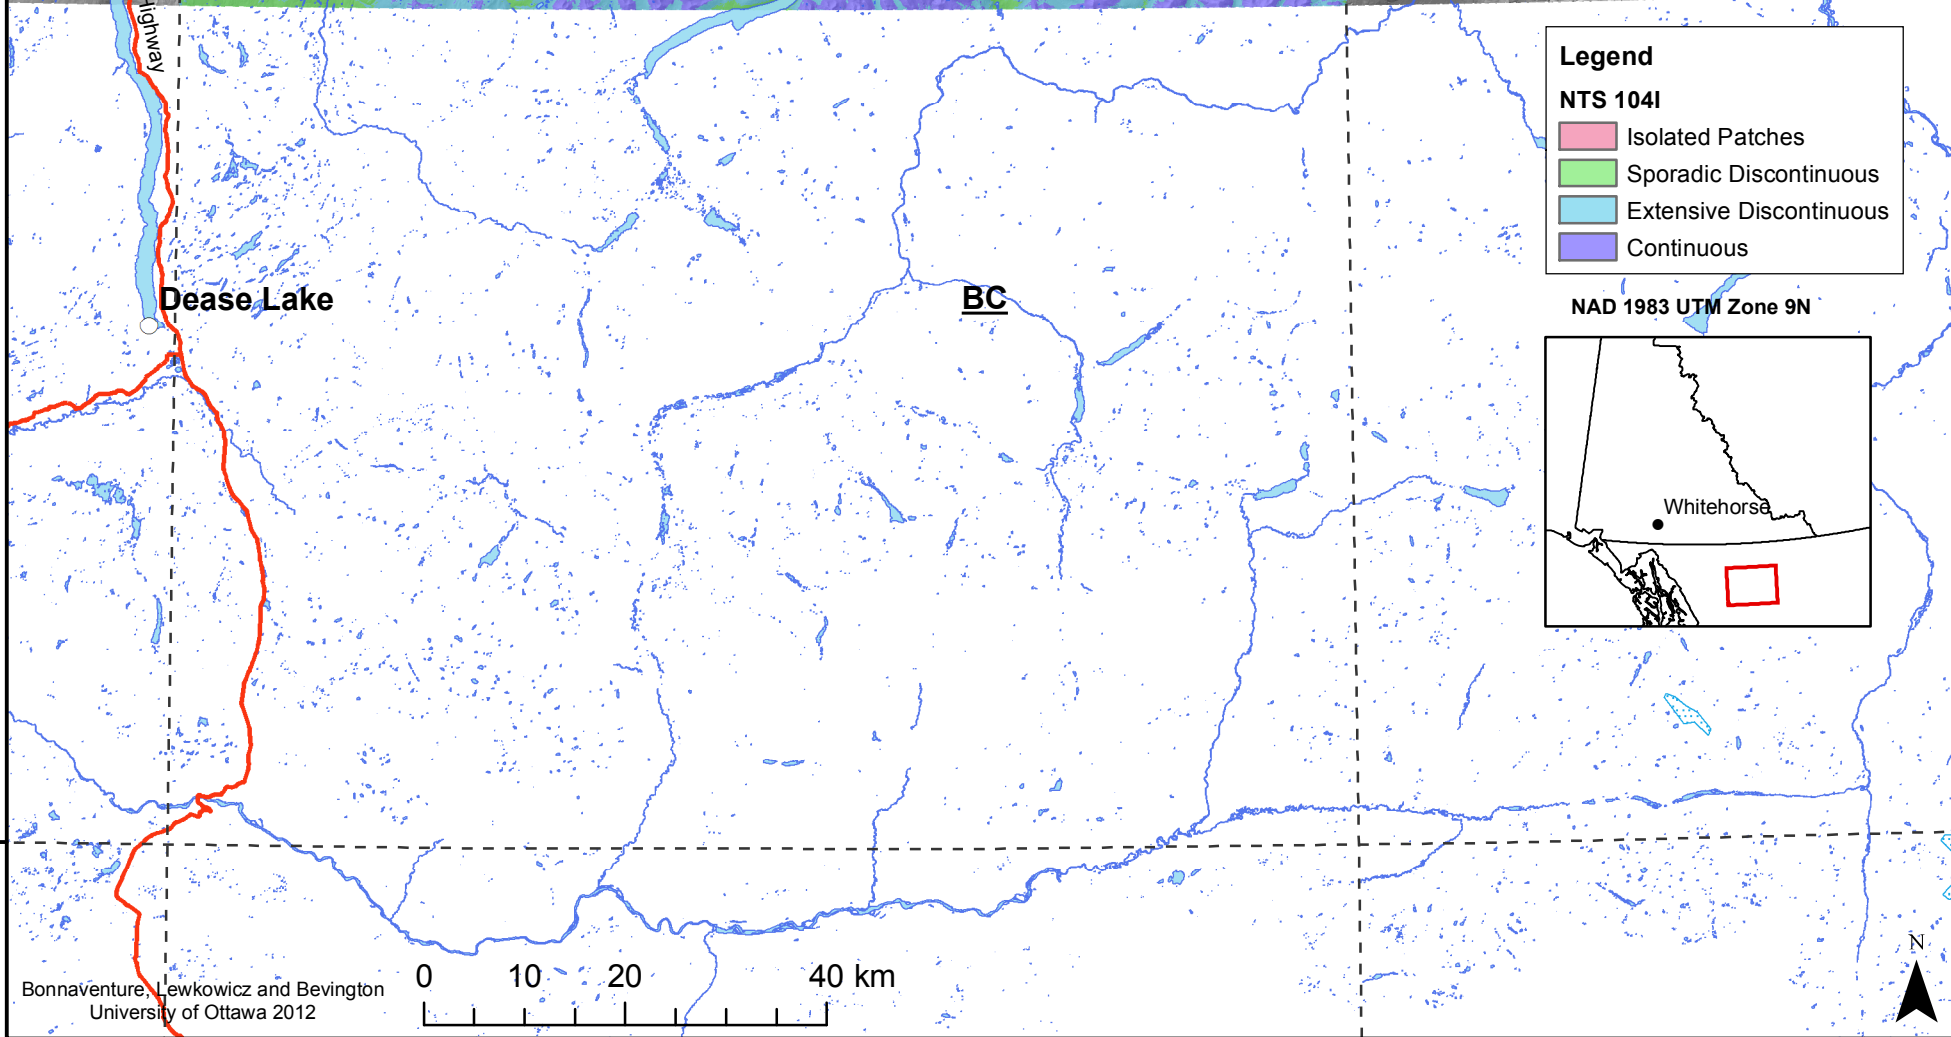 Highway
Legend
NTS 104I
Isolated Patches
Sporadic Discontinuous
Extensive Discontinuous
Continuous
NAD 1983 UTM Zone 9N
Dease Lake
BC
Whitehorse
N
0 10 20 40 km
Bonnaventure, Lewkowicz and Bevington
University of Ottawa 2012